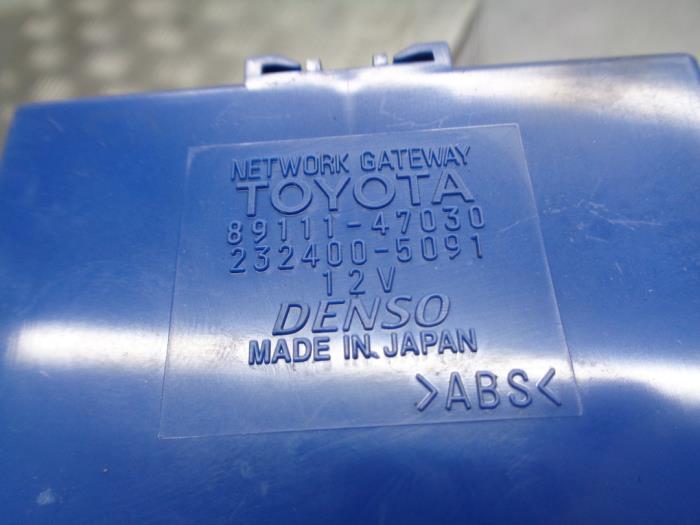 NETWORK GATEWAY
TOYOTA
89111-47030
232400-5091
12V
DENSO
MADE IN JAPAN
>ABS<